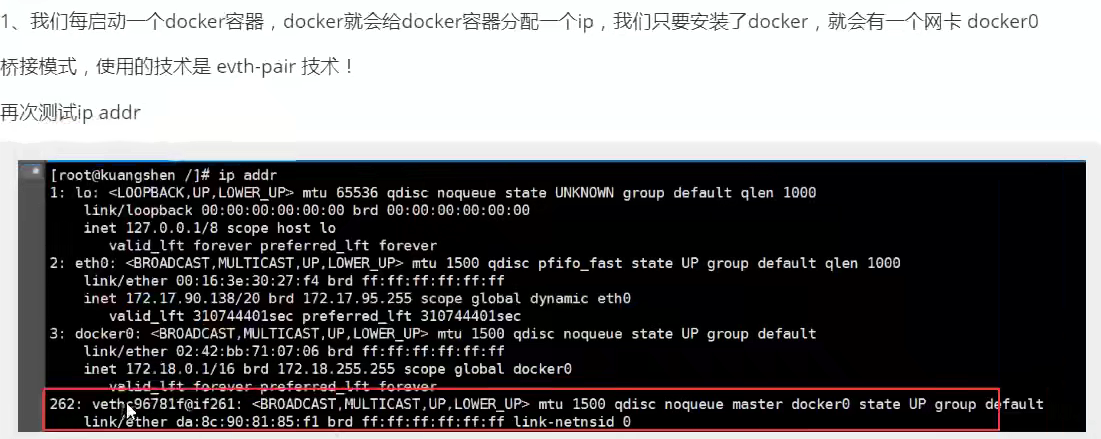 1、我们每启动一个docker容器，docker就会给docker容器分配一个ip，我们只要安装了docker，就会有一个网卡 docker0
桥接模式，使用的技术是 evth-pair 技术！
再次测试ip addr
[root@kuangshen /]# ip addr
1: lo: <LOOPBACK,UP,LOWER_UP> mtu 65536 qdisc noqueue state UNKNOWN group default qlen 1000
link/loopback 00:00:00:00:00:00 brd 00:00:00:00:00:00
inet 127.0.0.1/8 scope host lo
valid_lft forever preferred_lft forever
2: eth0: <BROADCAST,MULTICAST,UP,LOWER_UP> mtu 1500 qdisc pfifo_fast state UP group default qlen 1000
link/ether 00:16:3e:30:27:f4 brd ff:ff:ff:ff:ff:ff
inet 172.17.90.138/20 brd 172.17.95.255 scope global dynamic eth0
valid_lft 310744401sec preferred_lft 310744401sec
3: docker0: <BROADCAST,MULTICAST,UP,LOWER_UP> mtu 1500 qdisc noqueue state UP group default
link/ether 02:42:bb:71:07:06 brd ff:ff:ff:ff:ff:ff
inet 172.18.0.1/16 brd 172.18.255.255 scope global docker0
valid_lft forever preferred_lft forever
262: vethc96781f@if261: <BROADCAST,MULTICAST,UP,LOWER_UP> mtu 1500 qdisc noqueue master docker0 state UP group default
link/ether da:8c:90:81:85:f1 brd ff:ff:ff:ff:ff:ff link-netnsid 0